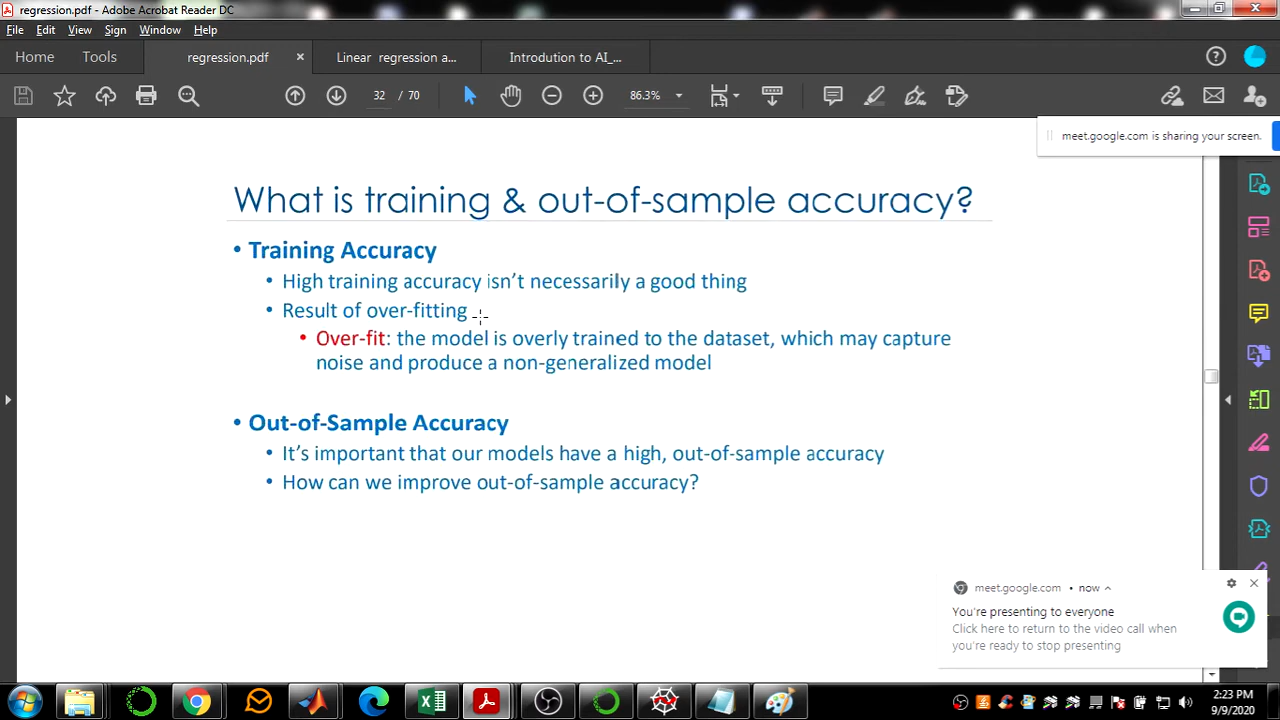 regression.pdf - Adobe Acrobat Reader DC
File Edit View Sign Window Help
Home Tools regression.pdf × Linear regression a... Introdution to AI_...
32 / 70 86.3%
meet.google.com is sharing your screen.
What is training & out-of-sample accuracy?
• Training Accuracy
• High training accuracy isn't necessarily a good thing
• Result of over-fitting
• Over-fit: the model is overly trained to the dataset, which may capture
noise and produce a non-generalized model
• Out-of-Sample Accuracy
• It's important that our models have a high, out-of-sample accuracy
• How can we improve out-of-sample accuracy?
meet.google.com • now
You're presenting to everyone
Click here to return to the video call when
you're ready to stop presenting
2:23 PM
9/9/2020